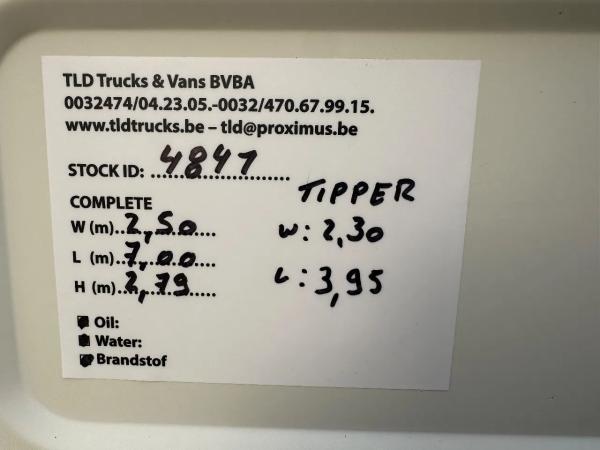 TLD Trucks & Vans BVBA
0032474/04.23.05.-0032/470.67.99.15.
www.tldtrucks.be – tld@proximus.be
STOCK ID: 4847
TIPPER
COMPLETE
W (m)..2,50.... W: 2,30
L (m)...7,00.... L: 3,95
H (m)..2,79......
Oil:
Water:
Brandstof